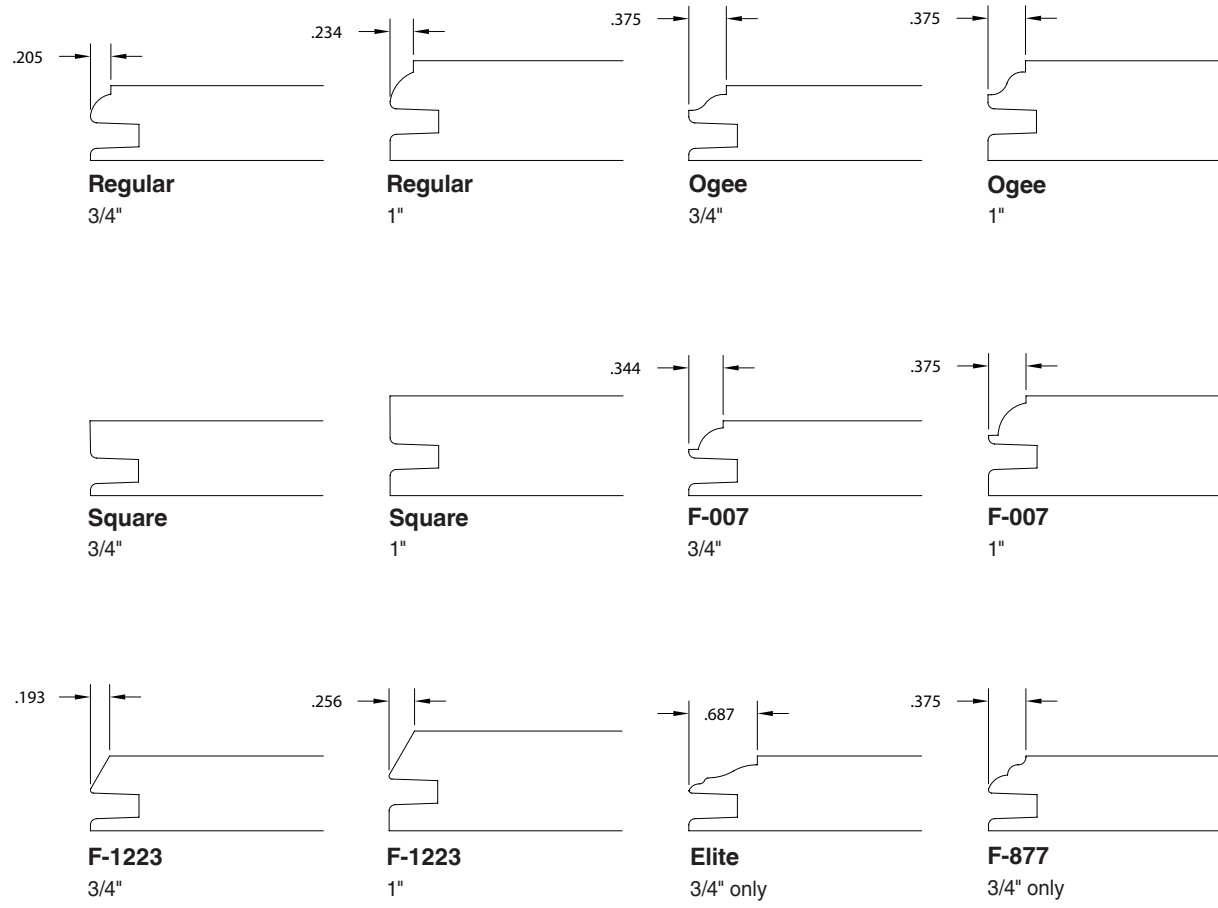 .205
.234
.375
.375
Regular
3/4"
Regular
1"
Ogee
3/4"
Ogee
1"
.344
.375
Square
3/4"
Square
1"
F-007
3/4"
F-007
1"
.193
.256
.687
.375
F-1223
3/4"
F-1223
1"
Elite
3/4" only
F-877
3/4" only